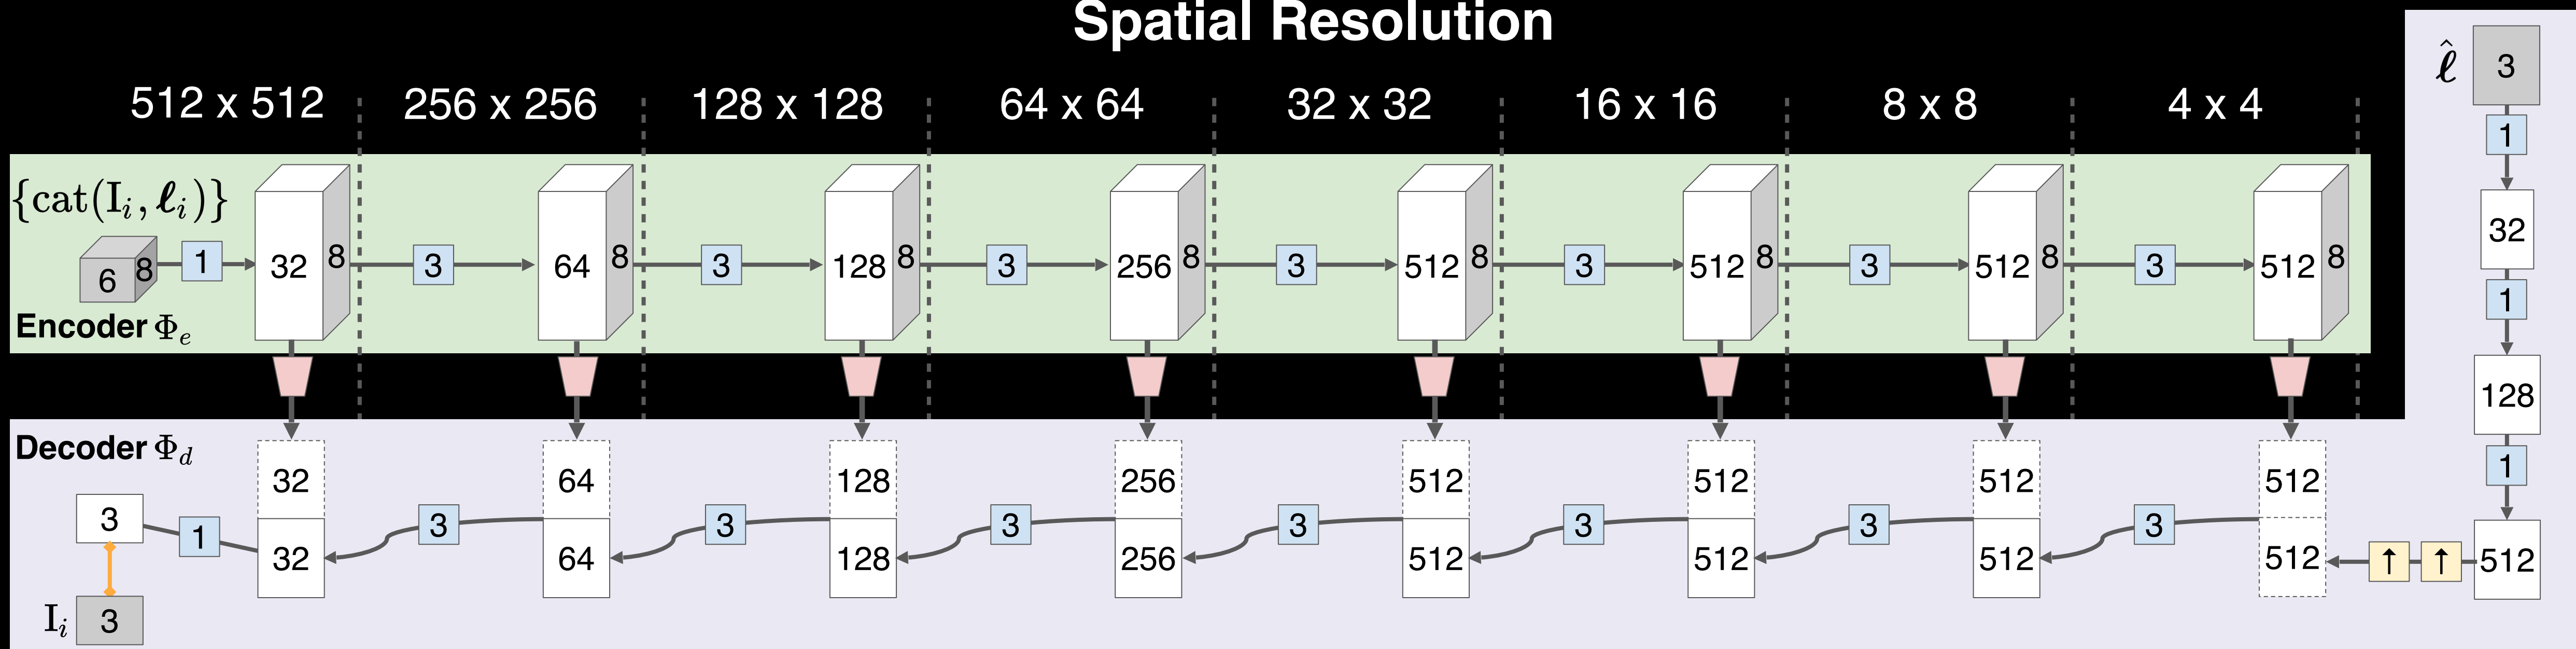 Spatial Resolution
512 x 512 256 x 256 128 x 128 64 x 64 32 x 32 16 x 16 8 x 8 4 x 4
{cat(I_i, ℓ_i)}
6 8 1 32 8 3 64 8 3 128 8 3 256 8 3 512 8 3 512 8 3 512 8 3 512 8
Encoder Φ_e
Decoder Φ_d
32 64 128 256 512 512 512 512
3 1 32 3 64 3 128 3 256 3 512 3 512 3 512 3 512 ↑ ↑ 512
I_i 3
ℓ̂ 3
1
32
1
128
1